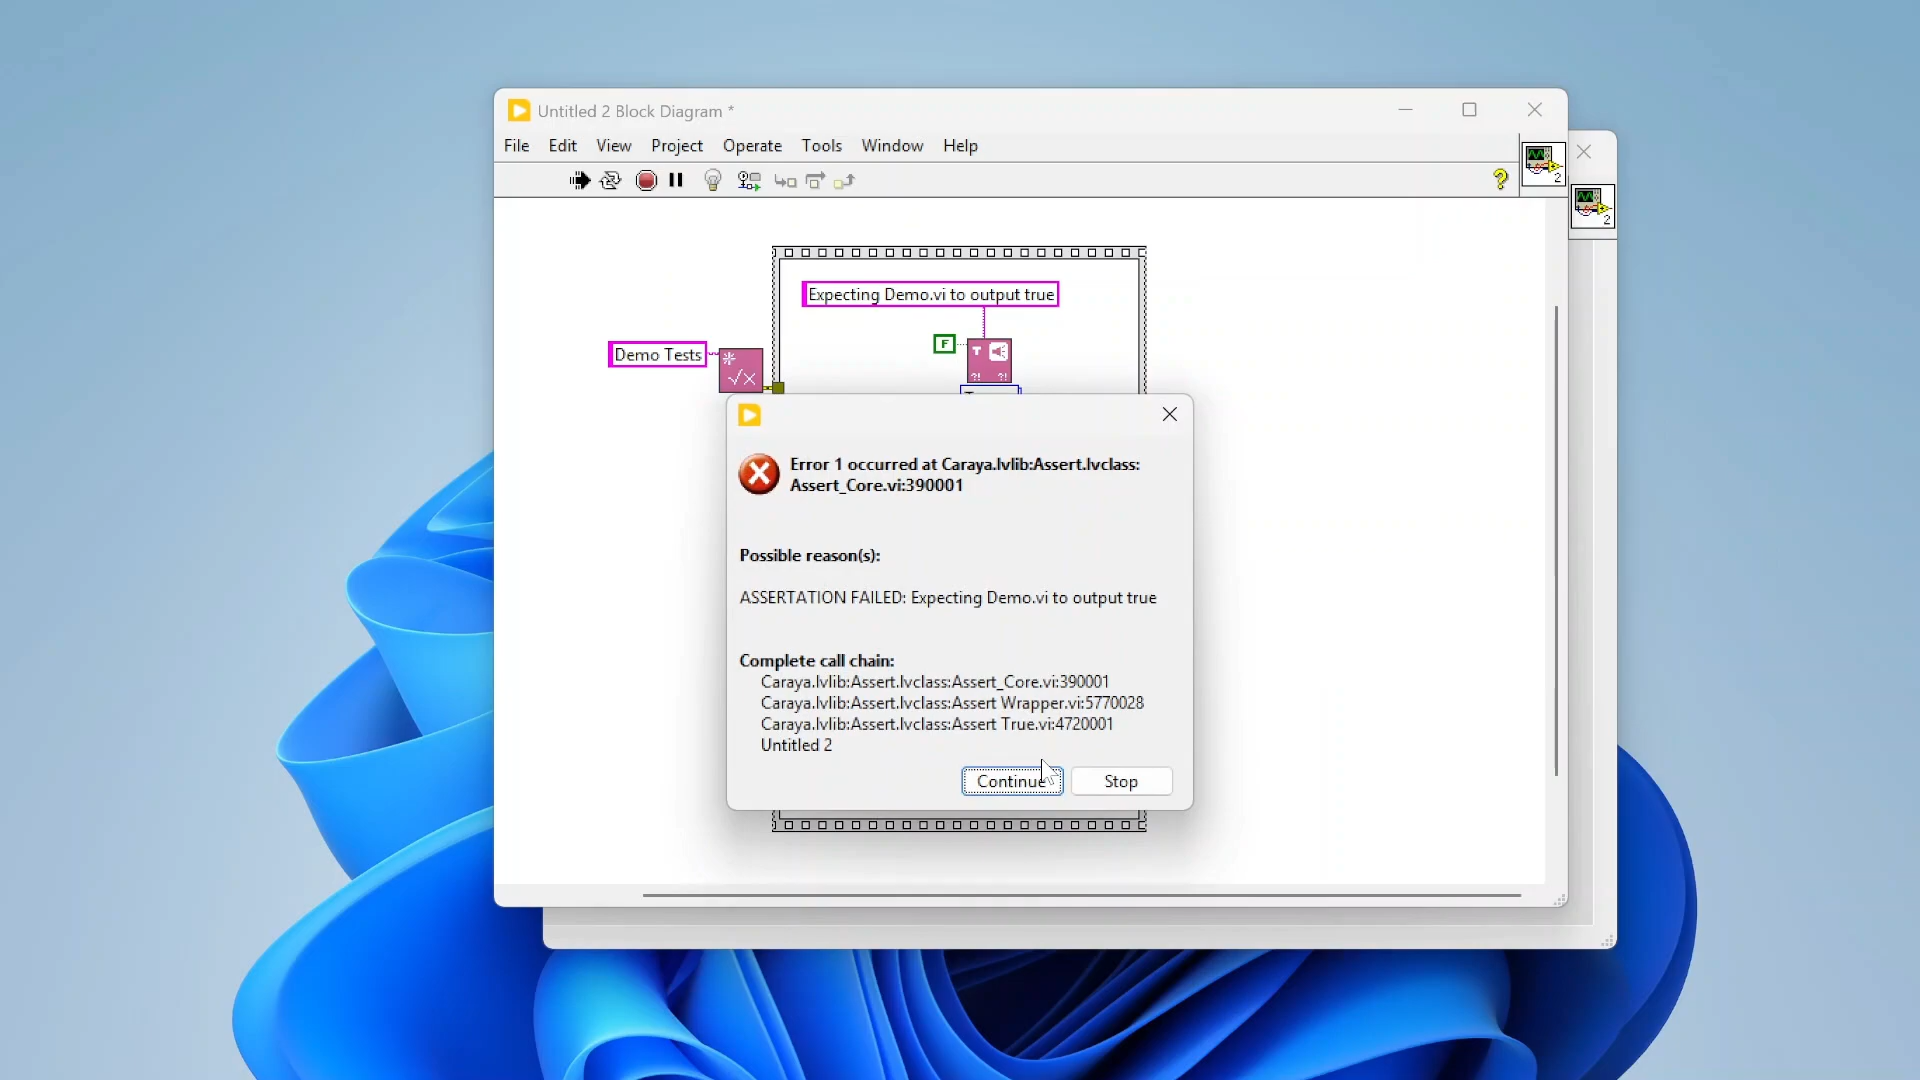 Untitled 2 Block Diagram *
File Edit View Project Operate Tools Window Help
2
2
Expecting Demo.vi to output true
Demo Tests
F
T
?! ?!
√X
Error 1 occurred at Caraya.lvlib:Assert.lvclass:
Assert_Core.vi:390001
Possible reason(s):
ASSERTATION FAILED: Expecting Demo.vi to output true
Complete call chain:
Caraya.lvlib:Assert.lvclass:Assert_Core.vi:390001
Caraya.lvlib:Assert.lvclass:Assert Wrapper.vi:5770028
Caraya.lvlib:Assert.lvclass:Assert True.vi:4720001
Untitled 2
Continue Stop